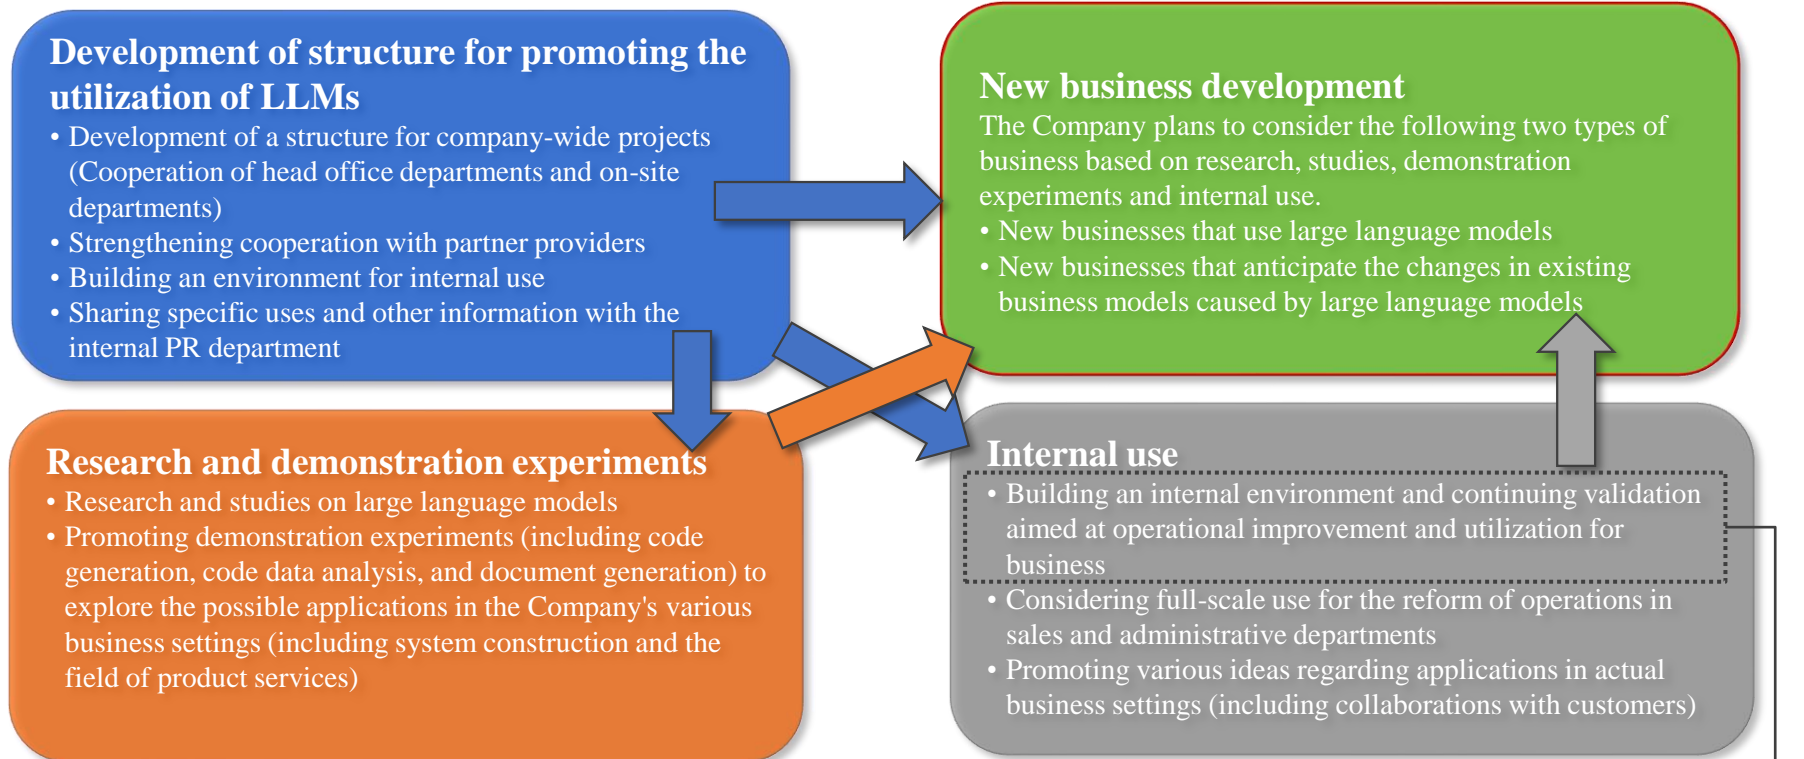 Development of structure for promoting the
utilization of LLMs
• Development of a structure for company-wide projects
(Cooperation of head office departments and on-site
departments)
• Strengthening cooperation with partner providers
• Building an environment for internal use
• Sharing specific uses and other information with the
internal PR department
New business development
The Company plans to consider the following two types of
business based on research, studies, demonstration
experiments and internal use.
• New businesses that use large language models
• New businesses that anticipate the changes in existing
business models caused by large language models
Research and demonstration experiments
• Research and studies on large language models
• Promoting demonstration experiments (including code
generation, code data analysis, and document generation) to
explore the possible applications in the Company's various
business settings (including system construction and the
field of product services)
Internal use
• Building an internal environment and continuing validation
aimed at operational improvement and utilization for
business
• Considering full-scale use for the reform of operations in
sales and administrative departments
• Promoting various ideas regarding applications in actual
business settings (including collaborations with customers)